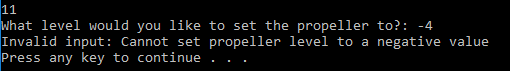 11
What level would you like to set the propeller to?: -4
Invalid input: Cannot set propeller level to a negative value
Press any key to continue . . .